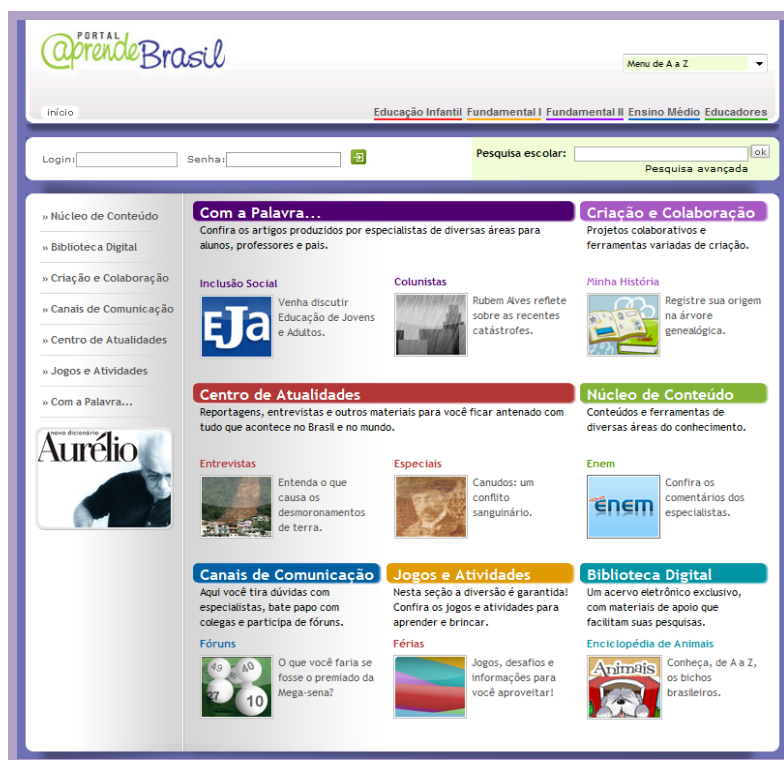 PORTAL
@prendeBrasil
Menu de A a Z
início
Educação Infantil Fundamental I Fundamental II Ensino Médio Educadores
Login:
Senha:
Pesquisa escolar:
ok
Pesquisa avançada
» Núcleo de Conteúdo
» Biblioteca Digital
» Criação e Colaboração
» Canais de Comunicação
» Centro de Atualidades
» Jogos e Atividades
» Com a Palavra...
novo dicionário
Aurélio
Com a Palavra...
Confira os artigos produzidos por especialistas de diversas áreas para
alunos, professores e pais.
Inclusão Social
EJa
Venha discutir
Educação de Jovens
e Adultos.
Colunistas
Rubem Alves reflete
sobre as recentes
catástrofes.
Criação e Colaboração
Projetos colaborativos e
ferramentas variadas de criação.
Minha História
Registre sua origem
na árvore
genealógica.
Centro de Atualidades
Reportagens, entrevistas e outros materiais para você ficar antenado com
tudo que acontece no Brasil e no mundo.
Entrevistas
Entenda o que
causa os
desmoronamentos
de terra.
Especiais
Canudos: um
conflito
sanguinário.
Núcleo de Conteúdo
Conteúdos e ferramentas de
diversas áreas do conhecimento.
Enem
enem
Confira os
comentários dos
especialistas.
Canais de Comunicação
Aqui você tira dúvidas com
especialistas, bate papo com
colegas e participa de fóruns.
Fóruns
49 40
27 10
O que você faria se
fosse o premiado da
Mega-sena?
Jogos e Atividades
Nesta seção a diversão é garantida!
Confira os jogos e atividades para
aprender e brincar.
Férias
Jogos, desafios e
informações para
você aproveitar!
Biblioteca Digital
Um acervo eletrônico exclusivo,
com materiais de apoio que
facilitam suas pesquisas.
Enciclopédia de Animais
Animais
Conheça, de A a Z,
os bichos
brasileiros.